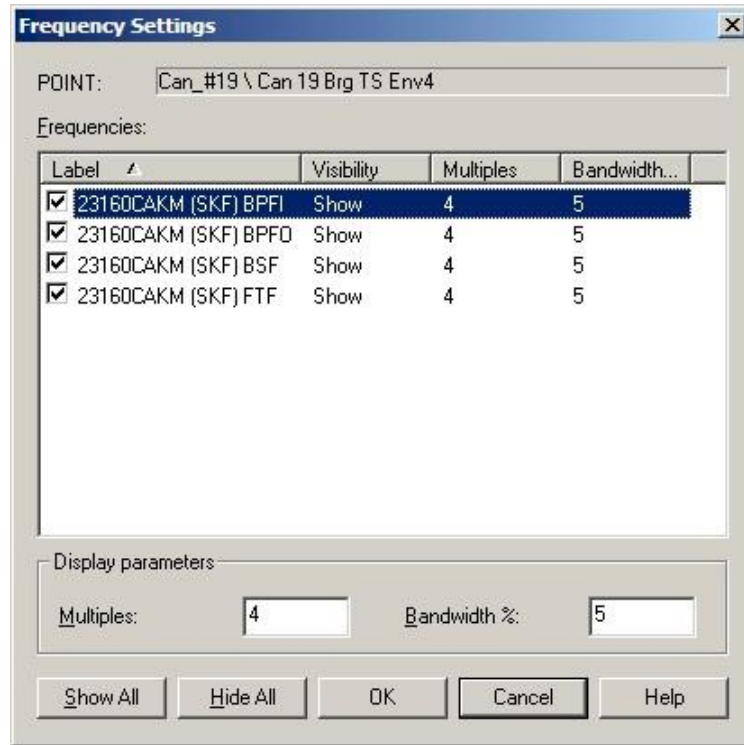 Frequency Settings
POINT: Can_#19 \ Can 19 Brg TS Env4
Frequencies:
Label Visibility Multiples Bandwidth...
23160CAKM (SKF) BPFI Show 4 5
23160CAKM (SKF) BPFO Show 4 5
23160CAKM (SKF) BSF Show 4 5
23160CAKM (SKF) FTF Show 4 5
Display parameters
Multiples: 4 Bandwidth %: 5
Show All Hide All OK Cancel Help